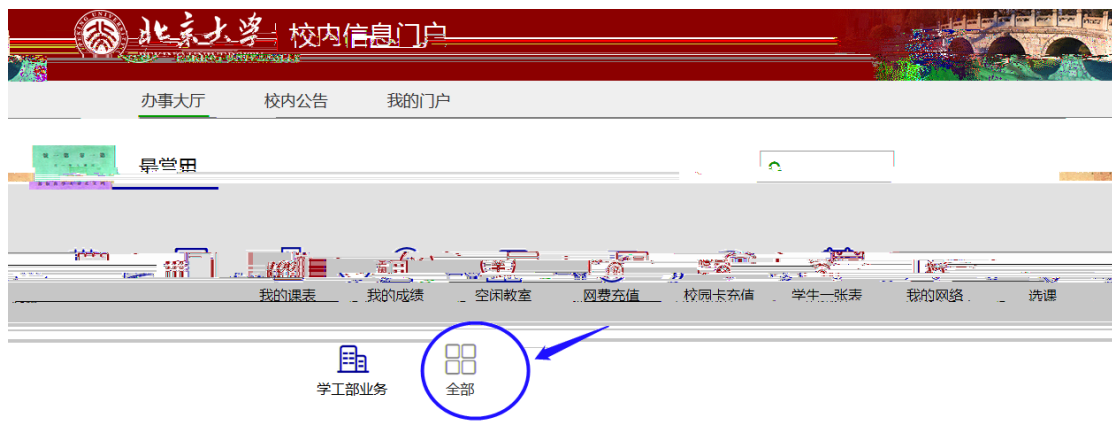 北京大学 校内信息门户
办事大厅 校内公告 我的门户
最常用
我的课表 我的成绩 空闲教室 网费充值 校园卡充值 学生一张表 我的网络 选课
学工部业务 全部